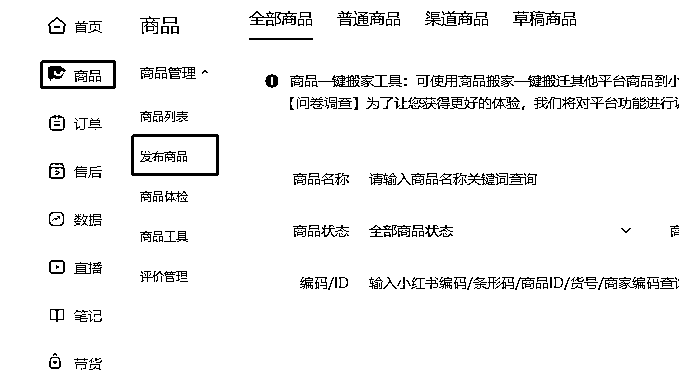 首页
商品
订单
售后
数据
直播
笔记
带货
商品
商品管理
商品列表
发布商品
商品体检
商品工具
评价管理
全部商品 普通商品 渠道商品 草稿商品
商品一键搬家工具：可使用商品搬家一键搬迁其他平台商品到小
【问卷调查】为了让您获得更好的体验，我们将对平台功能进行
商品名称 请输入商品名称关键词查询
商品状态 全部商品状态
编码/ID 输入小红书编码/条形码/商品ID/货号/商家编码查